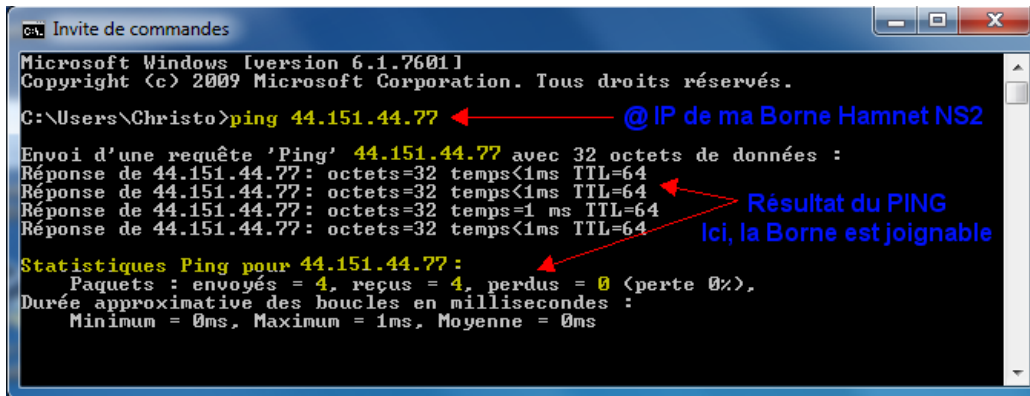 Invite de commandes
Microsoft Windows [version 6.1.7601]
Copyright (c) 2009 Microsoft Corporation. Tous droits réservés.
C:\Users\Christo>ping 44.151.44.77
@ IP de ma Borne Hamnet NS2
Envoi d'une requête 'Ping' 44.151.44.77 avec 32 octets de données :
Réponse de 44.151.44.77: octets=32 temps<1ms TTL=64
Réponse de 44.151.44.77: octets=32 temps<1ms TTL=64
Réponse de 44.151.44.77: octets=32 temps=1 ms TTL=64
Réponse de 44.151.44.77: octets=32 temps<1ms TTL=64
Résultat du PING
Ici, la Borne est joignable
Statistiques Ping pour 44.151.44.77:
Paquets : envoyés = 4, reçus = 4, perdus = 0 (perte 0%),
Durée approximative des boucles en millisecondes :
Minimum = 0ms, Maximum = 1ms, Moyenne = 0ms